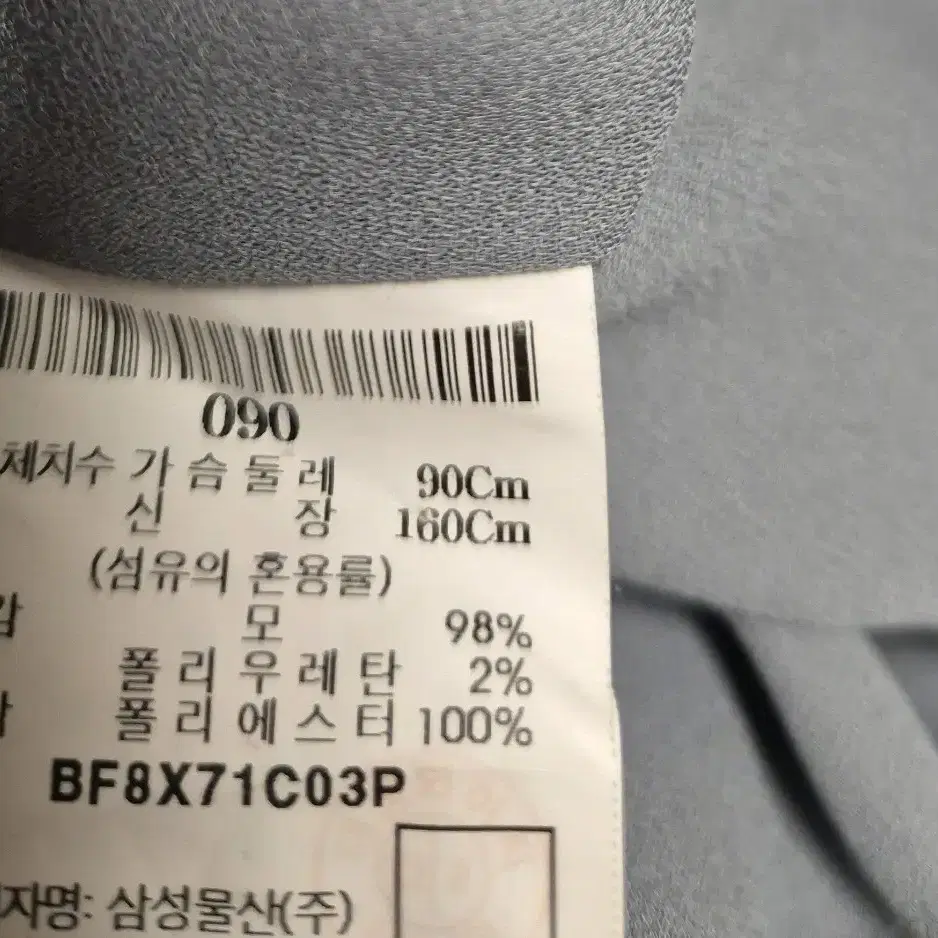 090
체치수 가슴둘레 90Cm
신장 160Cm
(섬유의 혼용률)
모 98%
폴리우레탄 2%
폴리에스터 100%
BF8X71C03P
자명: 삼성물산(주)